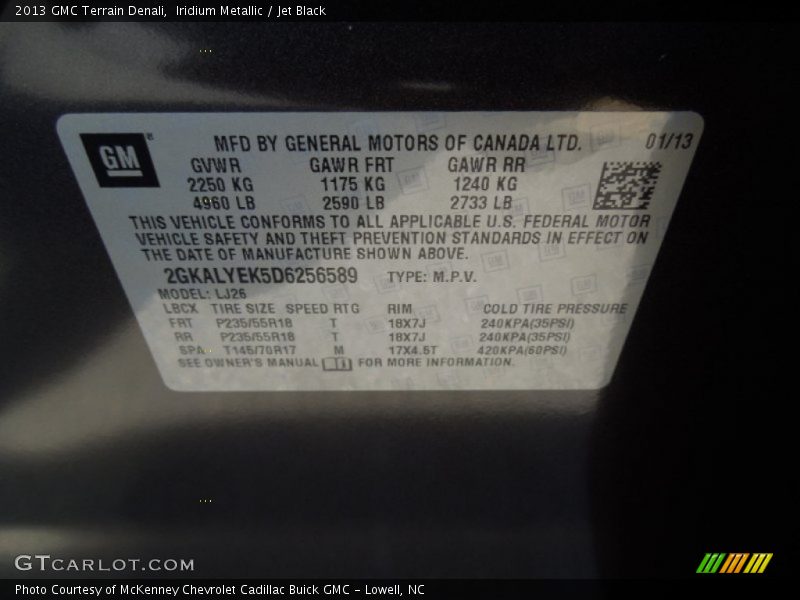 2013 GMC Terrain Denali, Iridium Metallic / Jet Black
GM
MFD BY GENERAL MOTORS OF CANADA LTD. 01/13
GVWR GAWR FRT GAWR RR
2250 KG 1175 KG 1240 KG
4960 LB 2590 LB 2733 LB
THIS VEHICLE CONFORMS TO ALL APPLICABLE U.S. FEDERAL MOTOR
VEHICLE SAFETY AND THEFT PREVENTION STANDARDS IN EFFECT ON
THE DATE OF MANUFACTURE SHOWN ABOVE.
2GKALYEK5D6256589 TYPE: M.P.V.
MODEL: LJ26
LBCX TIRE SIZE SPEED RTG RIM COLD TIRE PRESSURE
FRT P235/55R18 T 18X7J 240KPA(35PSI)
RR P235/55R18 T 18X7J 240KPA(35PSI)
SPA T145/70R17 M 17X4.5T 420KPA(60PSI)
SEE OWNER'S MANUAL FOR MORE INFORMATION.
GTCARLOT.COM
Photo Courtesy of McKenney Chevrolet Cadillac Buick GMC - Lowell, NC